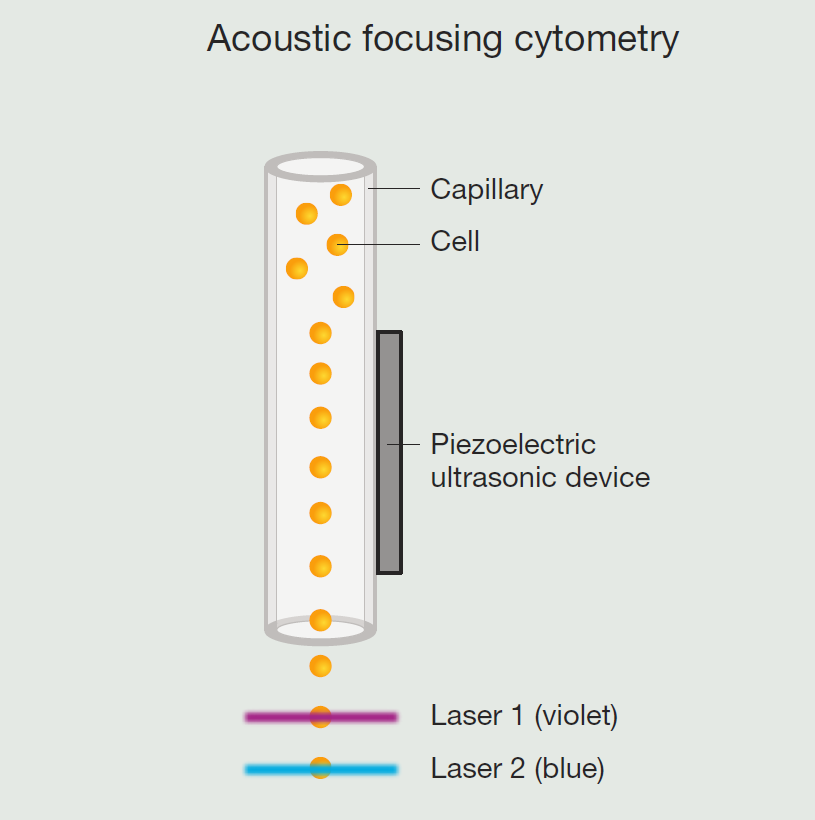 Acoustic focusing cytometry
Capillary
Cell
Piezoelectric
ultrasonic device
Laser 1 (violet)
Laser 2 (blue)